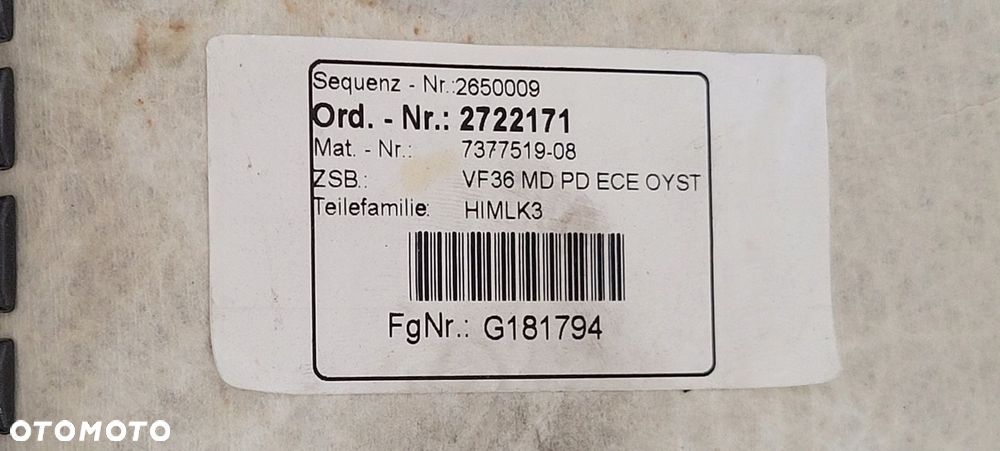 Sequenz - Nr.:2650009
Ord. - Nr.: 2722171
Mat. - Nr.: 7377519-08
ZSB.: VF36 MD PD ECE OYST
Teilefamilie: HIMLK3
FgNr.: G181794
OTOMOTO